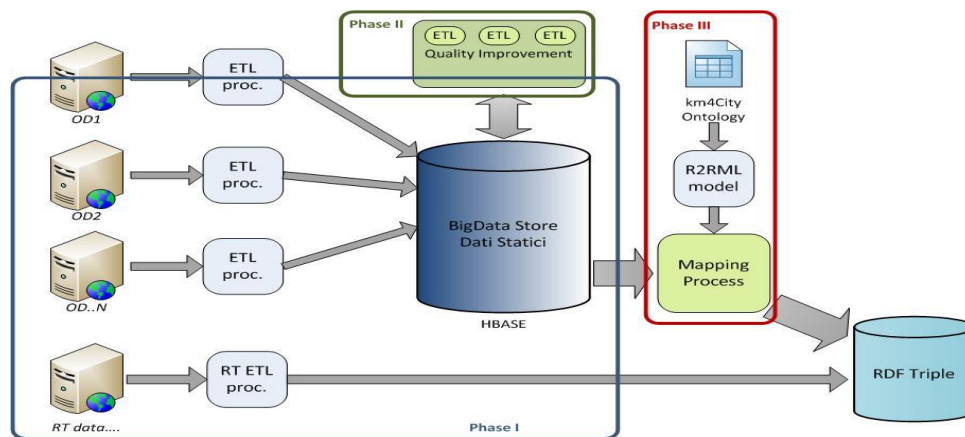 Phase II
ETL ETL ETL
Quality Improvement
Phase III
km4City
Ontology
R2RML
model
Mapping
Process
OD1
ETL
proc.
OD2
ETL
proc.
OD..N
ETL
proc.
BigData Store
Dati Statici
HBASE
RT data....
RT ETL
proc.
Phase I
RDF Triple